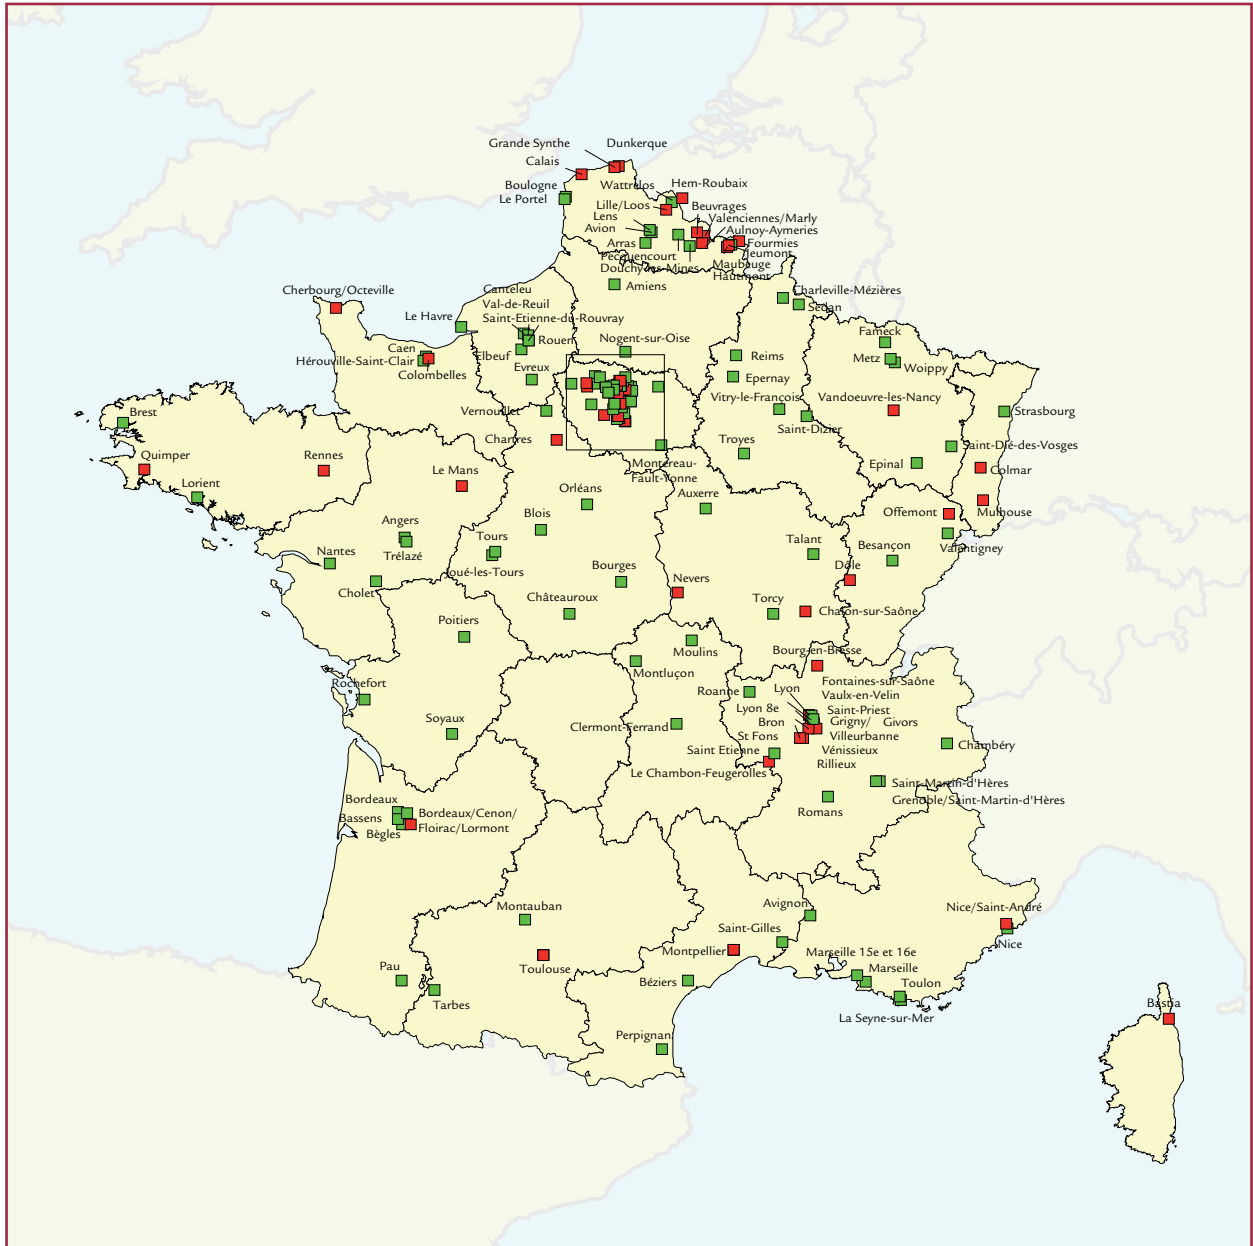 Grande Synthe
Dunkerque
Calais
Boulogne
Le Portel
Wattrelos
Hem-Roubaix
Lille/Loos
Beuvrages
Lens
Valenciennes/Marly
Avion
Aulnoy-Aymeries
Arras
Fourmies
Jeumont
Pecquencourt
Maubeuge
Douchy-les-Mines
Hautmont
Amiens
Charleville-Mézières
Sedan
Cherbourg/Octeville
Canteleu
Val-de-Reuil
Le Havre
Saint-Etienne-du-Rouvray
Rouen
Nogent-sur-Oise
Fameck
Caen
Elbeuf
Reims
Metz
Hérouville-Saint-Clair
Woippy
Colombelles
Evreux
Epernay
Vitry-le-François
Vandoeuvre-les-Nancy
Brest
Vernouillet
Strasbourg
Saint-Dizier
Chartres
Troyes
Saint-Dié-des-Vosges
Quimper
Rennes
Le Mans
Montereau-
Fault-Yonne
Epinal
Colmar
Lorient
Orléans
Auxerre
Blois
Offemont
Mulhouse
Angers
Tours
Talant
Besançon
Valentigney
Nantes
Trélazé
Joué-les-Tours
Bourges
Nevers
Dôle
Cholet
Châteauroux
Torcy
Chalon-sur-Saône
Poitiers
Moulins
Bourg-en-Bresse
Montluçon
Rochefort
Roanne
Lyon
Fontaines-sur-Saône
Vaulx-en-Velin
Lyon 8e
Saint-Priest
Soyaux
Clermont-Ferrand
Bron
Grigny/
Givors
St Fons
Villeurbanne
Saint Etienne
Vénissieux
Chambéry
Rillieux
Le Chambon-Feugerolles
Saint-Martin-d'Hères
Grenoble/Saint-Martin-d'Hères
Bordeaux
Romans
Bassens
Bordeaux/Cenon/
Floirac/Lormont
Bègles
Montauban
Avignon
Nice/Saint-André
Saint-Gilles
Nice
Toulouse
Montpellier
Marseille 15e et 16e
Pau
Marseille
Béziers
Toulon
Tarbes
La Seyne-sur-Mer
Bastia
Perpignan